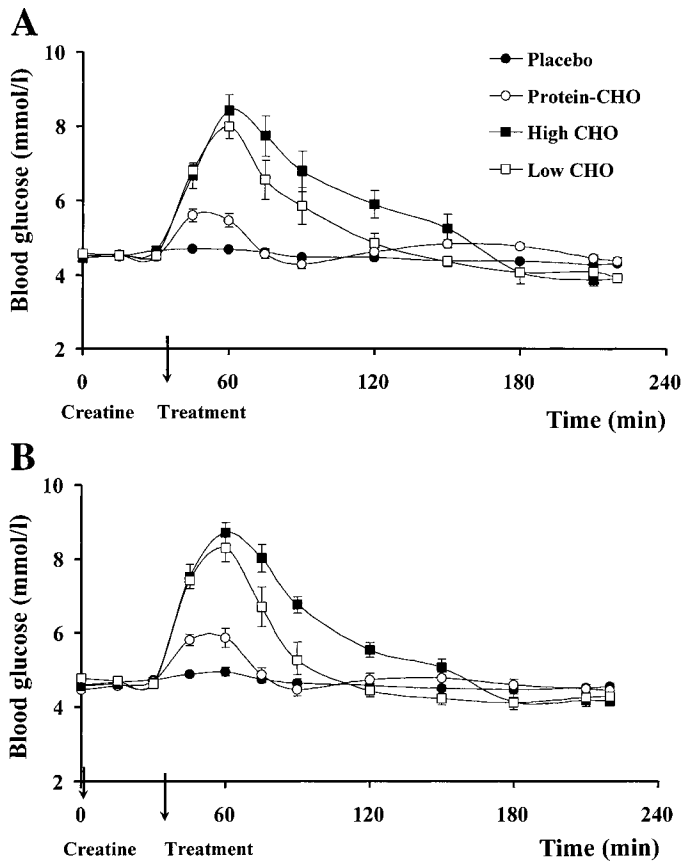 A
Blood glucose (mmol/l)
10
8
6
4
2
Placebo
Protein-CHO
High CHO
Low CHO
0 60 120 180 240
Creatine Treatment
Time (min)
B
Blood glucose (mmol/l)
10
8
6
4
2
0 60 120 180 240
Creatine Treatment
Time (min)